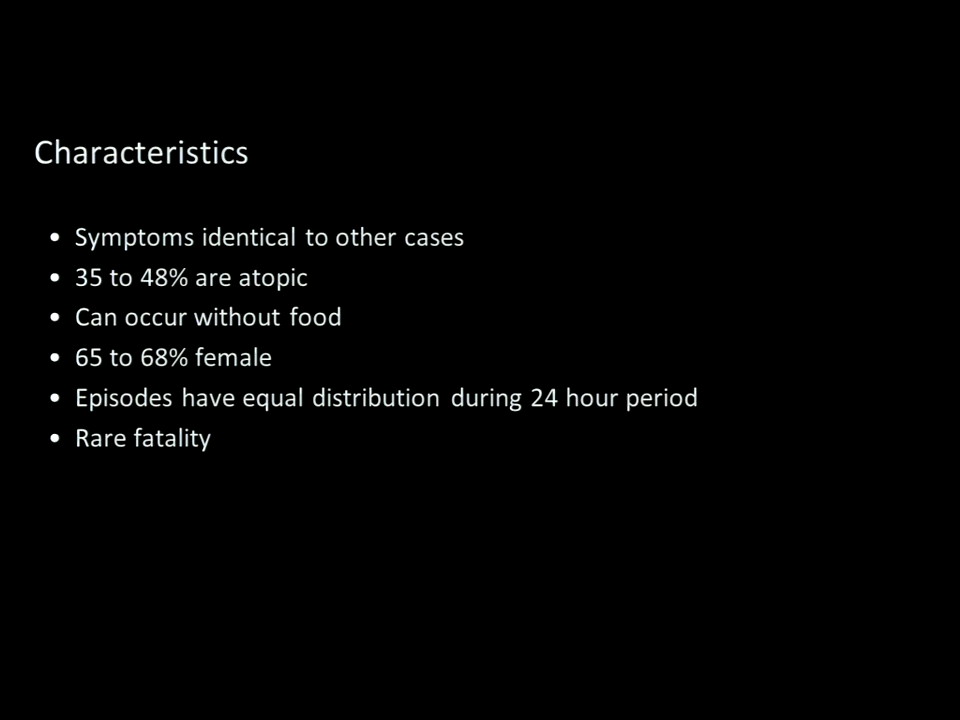 Characteristics
• Symptoms identical to other cases
• 35 to 48% are atopic
• Can occur without food
• 65 to 68% female
• Episodes have equal distribution during 24 hour period
• Rare fatality